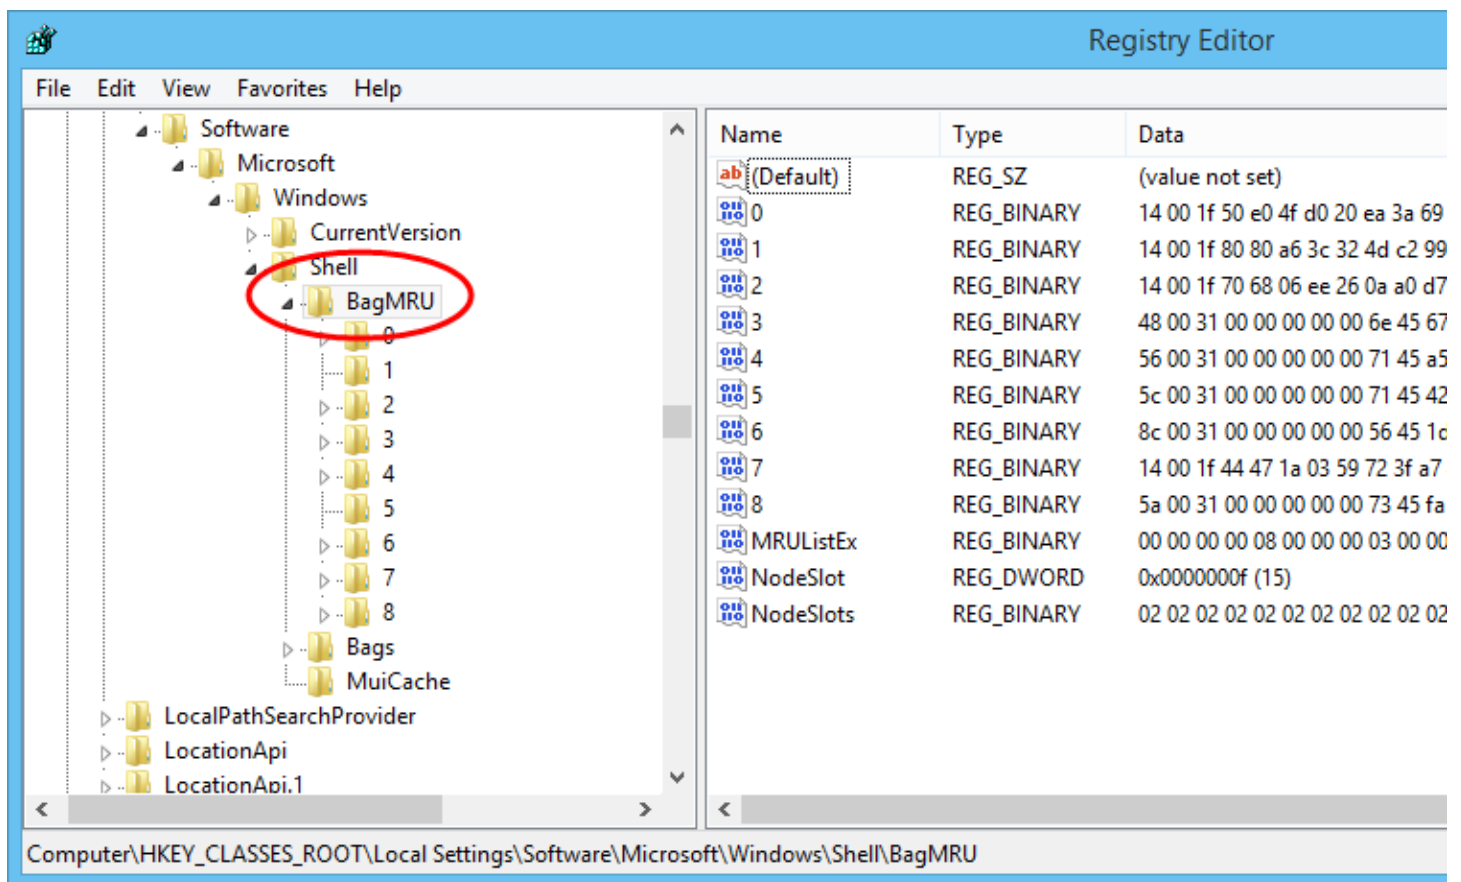 Registry Editor
File Edit View Favorites Help
Software
Microsoft
Windows
CurrentVersion
Shell
BagMRU
0
1
2
3
4
5
6
7
8
Bags
MuiCache
LocalPathSearchProvider
LocationApi
LocationApi.1
Name Type Data
(Default) REG_SZ (value not set)
0 REG_BINARY 14 00 1f 50 e0 4f d0 20 ea 3a 69
1 REG_BINARY 14 00 1f 80 80 a6 3c 32 4d c2 99
2 REG_BINARY 14 00 1f 70 68 06 ee 26 0a a0 d7
3 REG_BINARY 48 00 31 00 00 00 00 00 6e 45 67
4 REG_BINARY 56 00 31 00 00 00 00 00 71 45 a5
5 REG_BINARY 5c 00 31 00 00 00 00 00 71 45 42
6 REG_BINARY 8c 00 31 00 00 00 00 00 56 45 1d
7 REG_BINARY 14 00 1f 44 47 1a 03 59 72 3f a7
8 REG_BINARY 5a 00 31 00 00 00 00 00 73 45 fa
MRUListEx REG_BINARY 00 00 00 00 08 00 00 00 03 00 00
NodeSlot REG_DWORD 0x0000000f (15)
NodeSlots REG_BINARY 02 02 02 02 02 02 02 02 02 02 02
Computer\HKEY_CLASSES_ROOT\Local Settings\Software\Microsoft\Windows\Shell\BagMRU